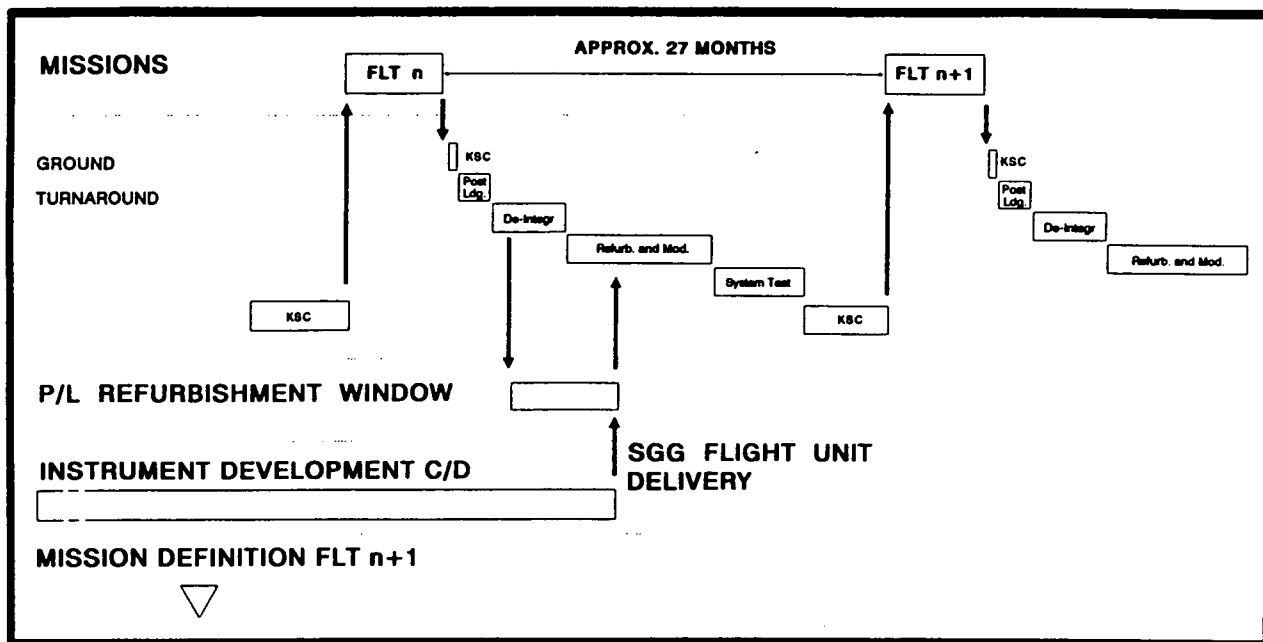 APPROX. 27 MONTHS
MISSIONS
FLT n
FLT n+1
GROUND
TURNAROUND
KSC
Post
Ldg.
De-Integr
Refurb. and Mod.
System Test
KSC
KSC
KSC
Post
Ldg.
De-Integr
Refurb. and Mod.
P/L REFURBISHMENT WINDOW
INSTRUMENT DEVELOPMENT C/D
SGG FLIGHT UNIT
DELIVERY
MISSION DEFINITION FLT n+1